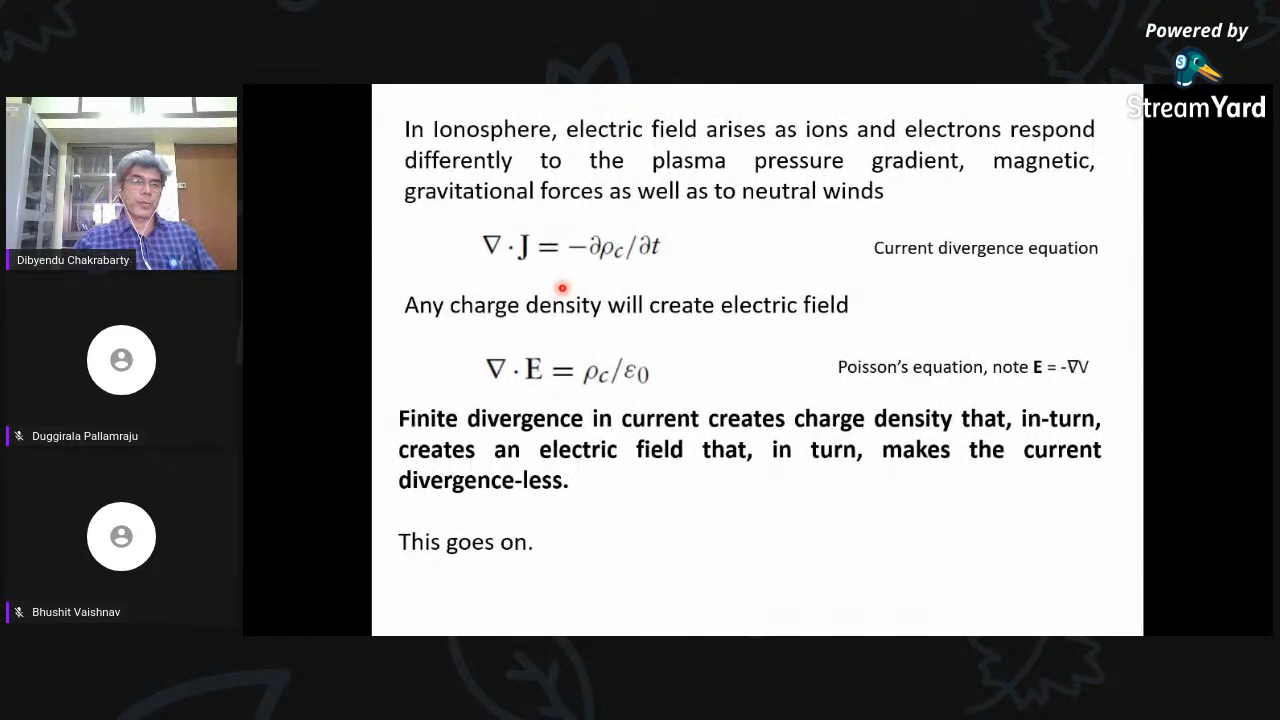 Powered by
StreamYard
In Ionosphere, electric field arises as ions and electrons respond
differently to the plasma pressure gradient, magnetic,
gravitational forces as well as to neutral winds
∇ · J = −∂ρc/∂t
Current divergence equation
Any charge density will create electric field
∇ · E = ρc/ε0
Poisson’s equation, note E = -∇V
Finite divergence in current creates charge density that, in-turn,
creates an electric field that, in turn, makes the current
divergence-less.
This goes on.
Dibyendu Chakrabarty
Duggirala Pallamraju
Bhushit Vaishnav